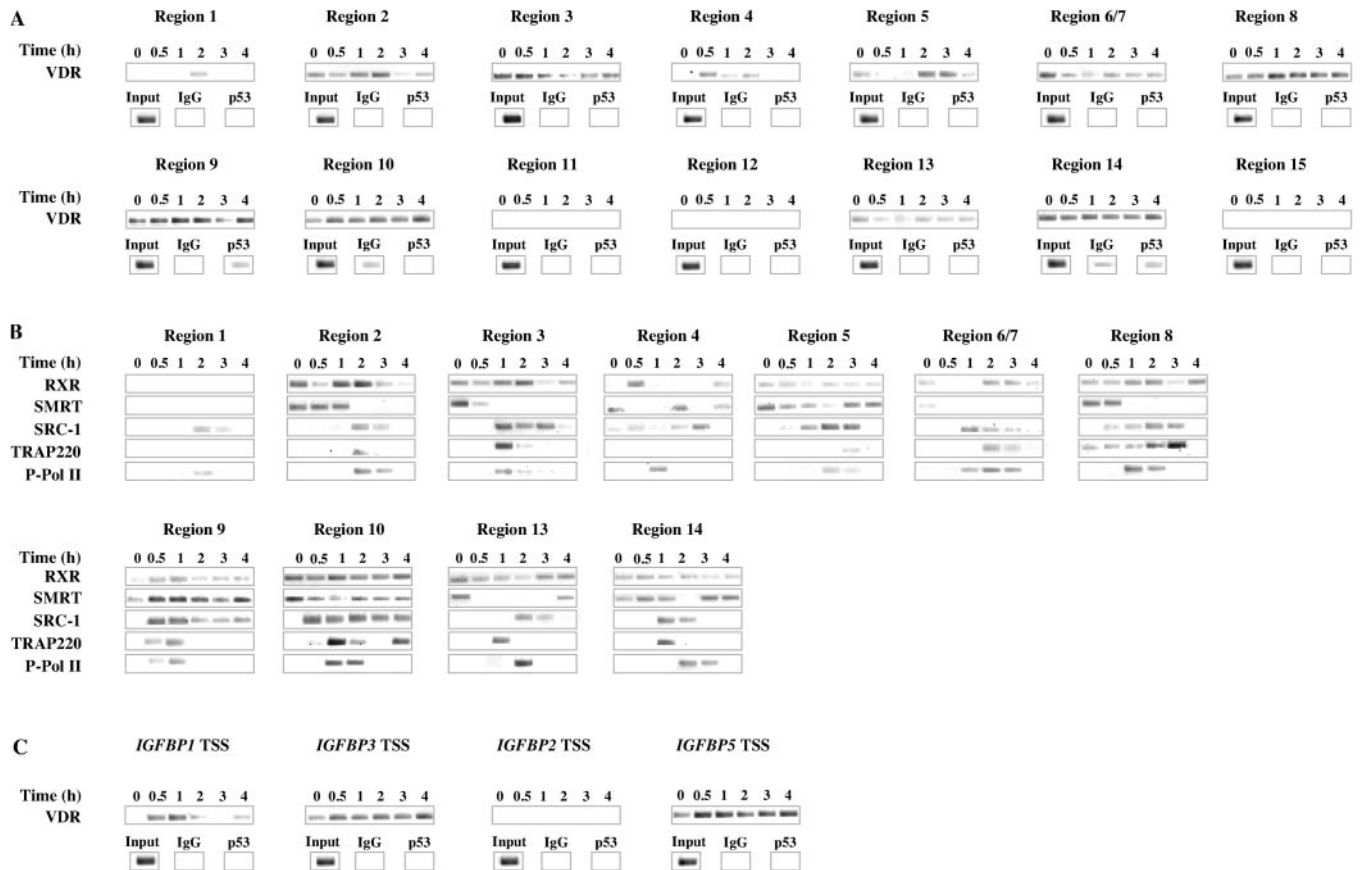 A
Region 1 Region 2 Region 3 Region 4 Region 5 Region 6/7 Region 8
Time (h) 0 0.5 1 2 3 4 0 0.5 1 2 3 4 0 0.5 1 2 3 4 0 0.5 1 2 3 4 0 0.5 1 2 3 4 0 0.5 1 2 3 4 0 0.5 1 2 3 4
VDR
Input IgG p53 Input IgG p53 Input IgG p53 Input IgG p53 Input IgG p53 Input IgG p53 Input IgG p53
Region 9 Region 10 Region 11 Region 12 Region 13 Region 14 Region 15
Time (h) 0 0.5 1 2 3 4 0 0.5 1 2 3 4 0 0.5 1 2 3 4 0 0.5 1 2 3 4 0 0.5 1 2 3 4 0 0.5 1 2 3 4 0 0.5 1 2 3 4
VDR
Input IgG p53 Input IgG p53 Input IgG p53 Input IgG p53 Input IgG p53 Input IgG p53 Input IgG p53
B
Region 1 Region 2 Region 3 Region 4 Region 5 Region 6/7 Region 8
Time (h) 0 0.5 1 2 3 4 0 0.5 1 2 3 4 0 0.5 1 2 3 4 0 0.5 1 2 3 4 0 0.5 1 2 3 4 0 0.5 1 2 3 4 0 0.5 1 2 3 4
RXR
SMRT
SRC-1
TRAP220
P-Pol II
Region 9 Region 10 Region 13 Region 14
Time (h) 0 0.5 1 2 3 4 0 0.5 1 2 3 4 0 0.5 1 2 3 4 0 0.5 1 2 3 4
RXR
SMRT
SRC-1
TRAP220
P-Pol II
C
IGFBP1 TSS IGFBP3 TSS IGFBP2 TSS IGFBP5 TSS
Time (h) 0 0.5 1 2 3 4 0 0.5 1 2 3 4 0 0.5 1 2 3 4 0 0.5 1 2 3 4
VDR
Input IgG p53 Input IgG p53 Input IgG p53 Input IgG p53